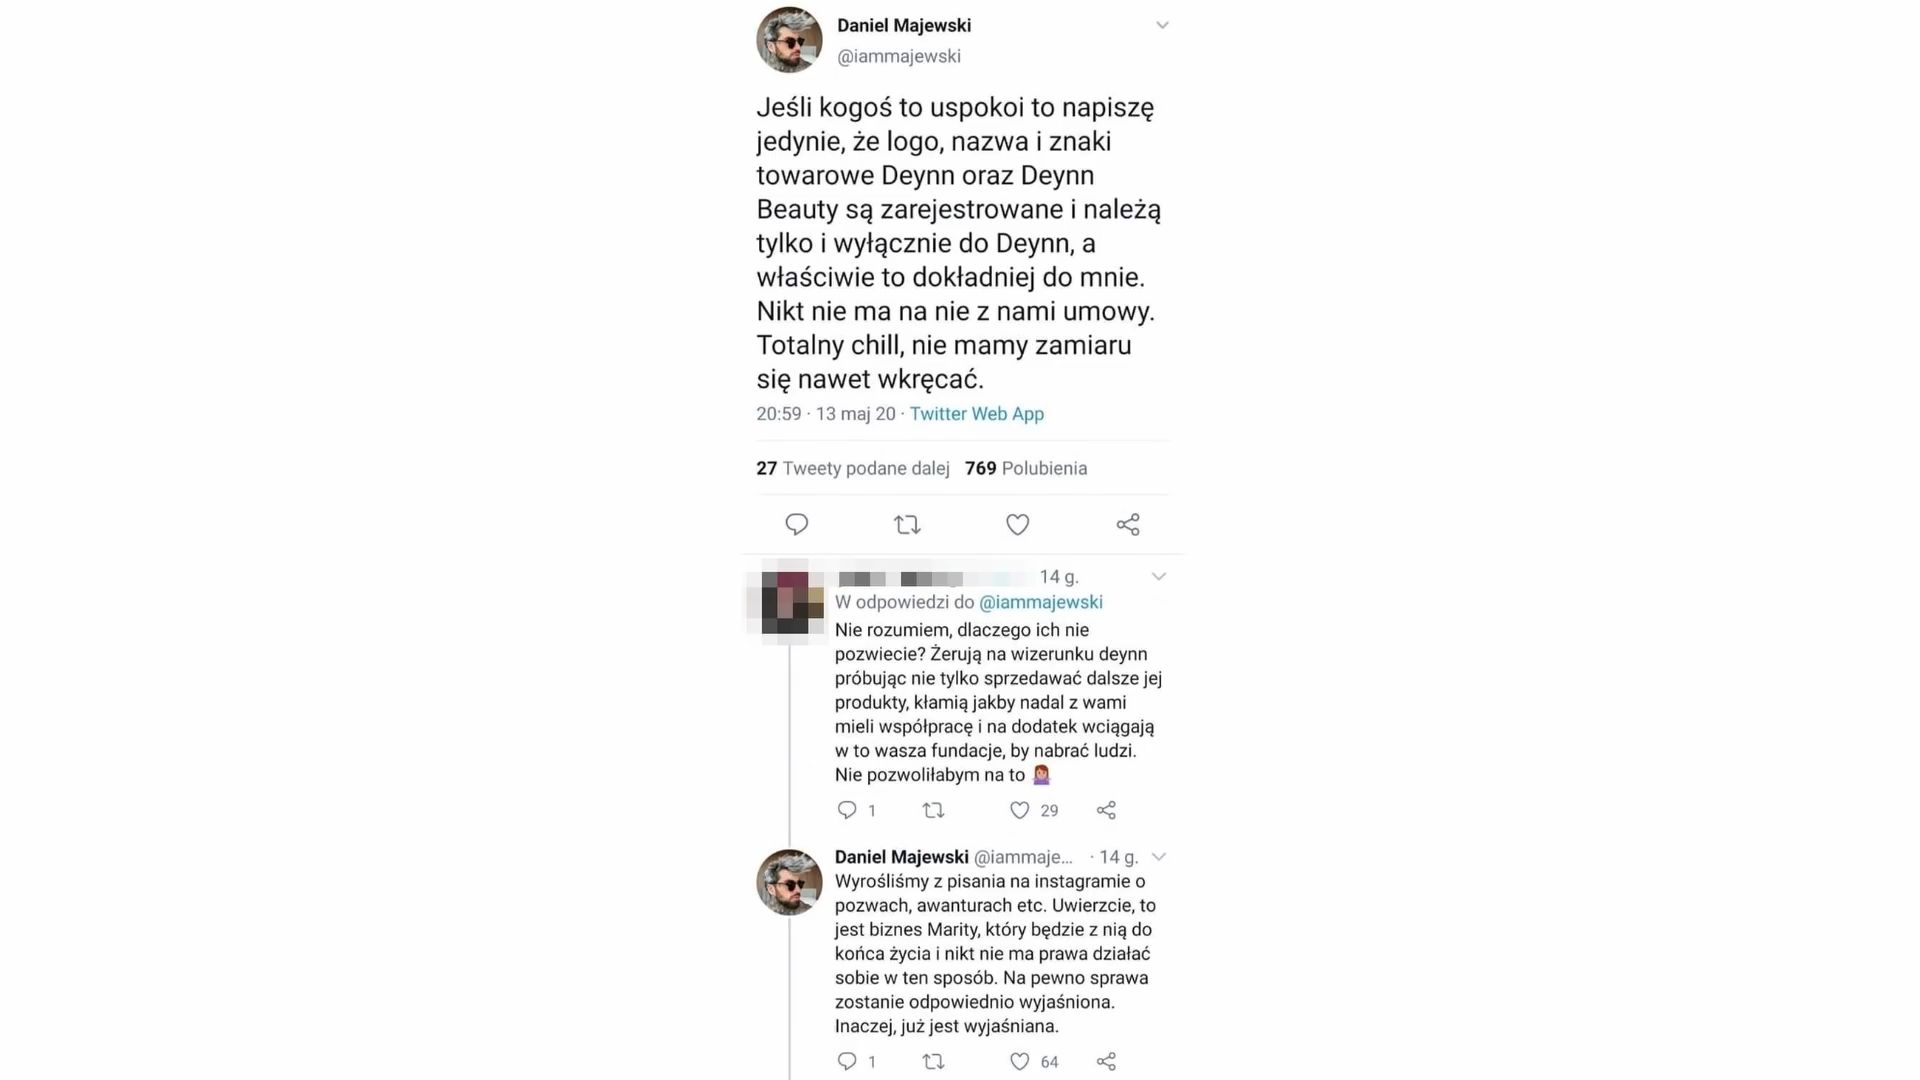 Daniel Majewski
@iammajewski
Jeśli kogoś to uspokoi to napiszę
jedynie, że logo, nazwa i znaki
towarowe Deynn oraz Deynn
Beauty są zarejestrowane i należą
tylko i wyłącznie do Deynn, a
właściwie to dokładniej do mnie.
Nikt nie ma na nie z nami umowy.
Totalny chill, nie mamy zamiaru
się nawet wkręcać.
20:59 · 13 maj 20 · Twitter Web App
27 Tweety podane dalej 769 Polubienia
14 g.
W odpowiedzi do @iammajewski
Nie rozumiem, dlaczego ich nie
pozwiecie? Żerują na wizerunku deynn
próbując nie tylko sprzedawać dalsze jej
produkty, kłamią jakby nadal z wami
mieli współpracę i na dodatek wciągają
w to wasza fundacje, by nabrać ludzi.
Nie pozwoliłabym na to 🤷🏽‍♀️
1 29
Daniel Majewski @iammaje... · 14 g.
Wyrośliśmy z pisania na instagramie o
pozwach, awanturach etc. Uwierzcie, to
jest biznes Marity, który będzie z nią do
końca życia i nikt nie ma prawa działać
sobie w ten sposób. Na pewno sprawa
zostanie odpowiednio wyjaśniona.
Inaczej, już jest wyjaśniana.
1 64